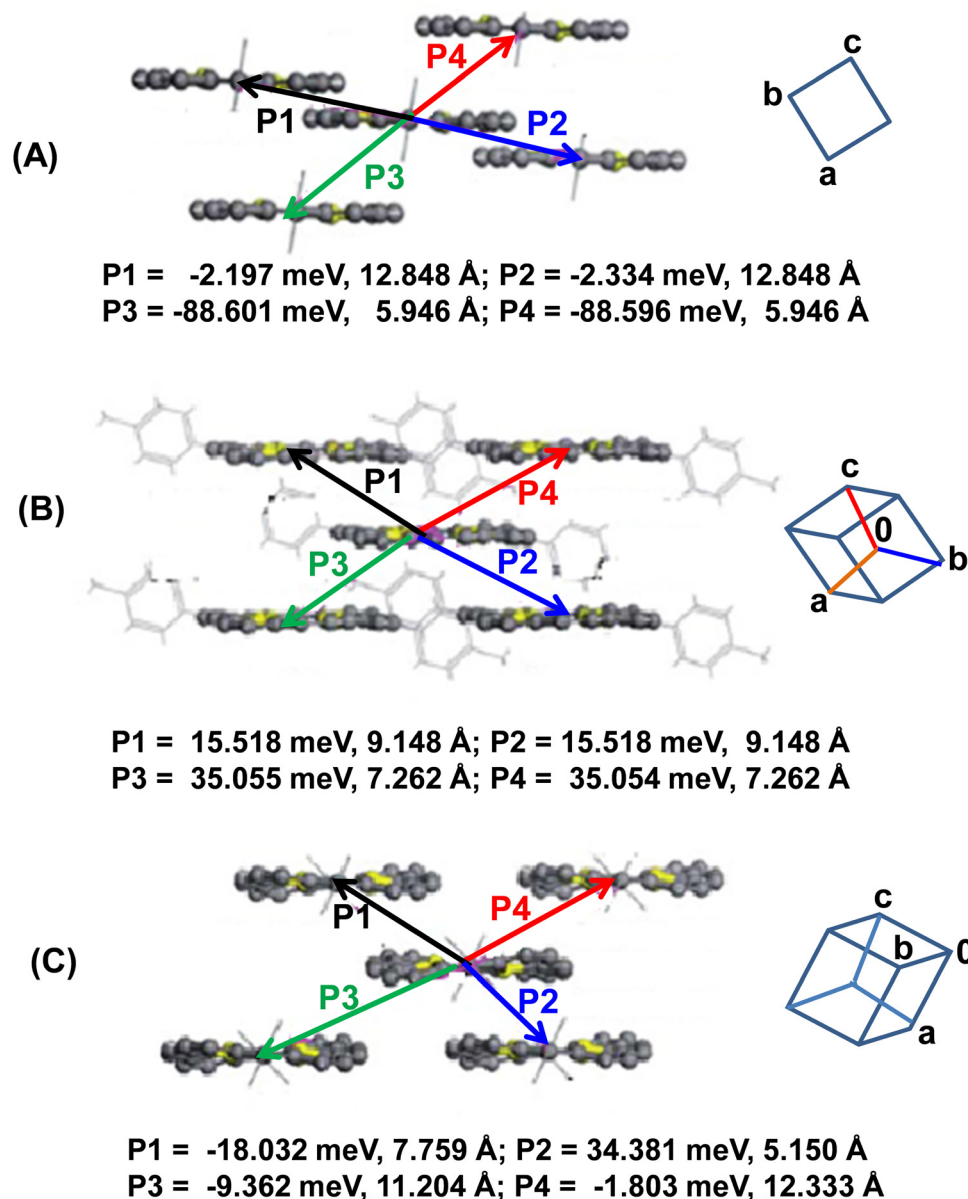 P4
c
b
P1
P2
(A)
P3
a
P1 = -2.197 meV, 12.848 Å; P2 = -2.334 meV, 12.848 Å
P3 = -88.601 meV, 5.946 Å; P4 = -88.596 meV, 5.946 Å
P1
P4
c
(B)
0
P3
P2
b
a
P1 = 15.518 meV, 9.148 Å; P2 = 15.518 meV, 9.148 Å
P3 = 35.055 meV, 7.262 Å; P4 = 35.054 meV, 7.262 Å
c
P1
P4
b
0
(C)
P3
P2
a
P1 = -18.032 meV, 7.759 Å; P2 = 34.381 meV, 5.150 Å
P3 = -9.362 meV, 11.204 Å; P4 = -1.803 meV, 12.333 Å